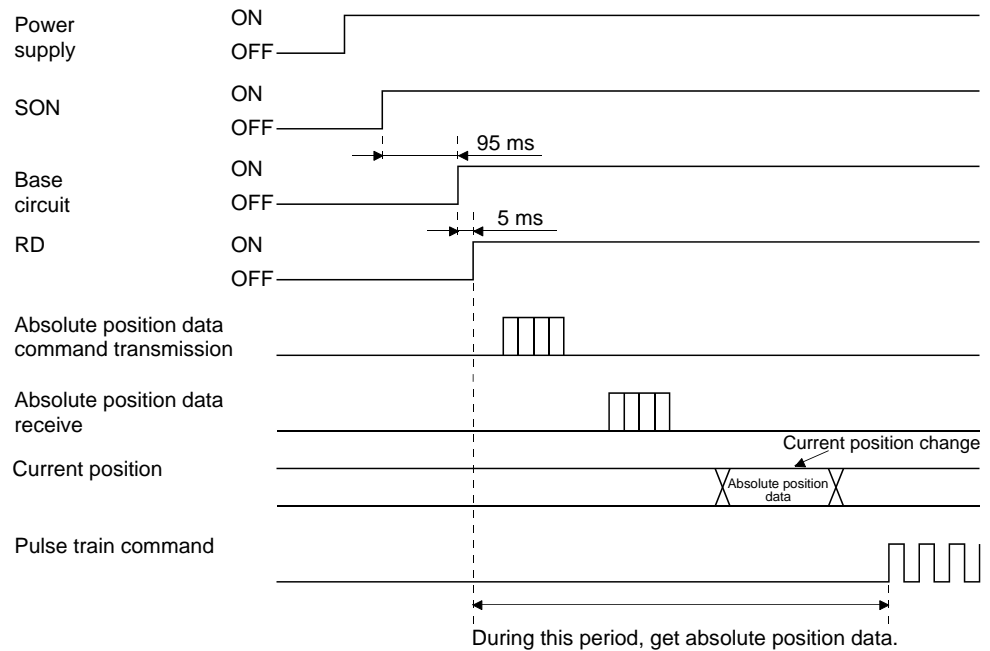 Power
supply
ON
OFF
SON
ON
OFF
95 ms
Base
circuit
ON
OFF
5 ms
RD
ON
OFF
Absolute position data
command transmission
Absolute position data
receive
Current position change
Current position
Absolute position
data
Pulse train command
During this period, get absolute position data.